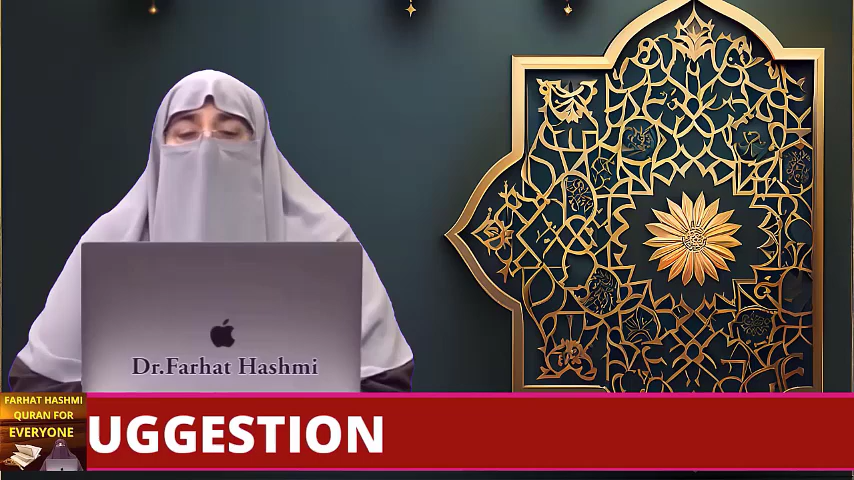 Dr.Farhat Hashmi
FARHAT HASHMI
QURAN FOR
EVERYONE
UGGESTION